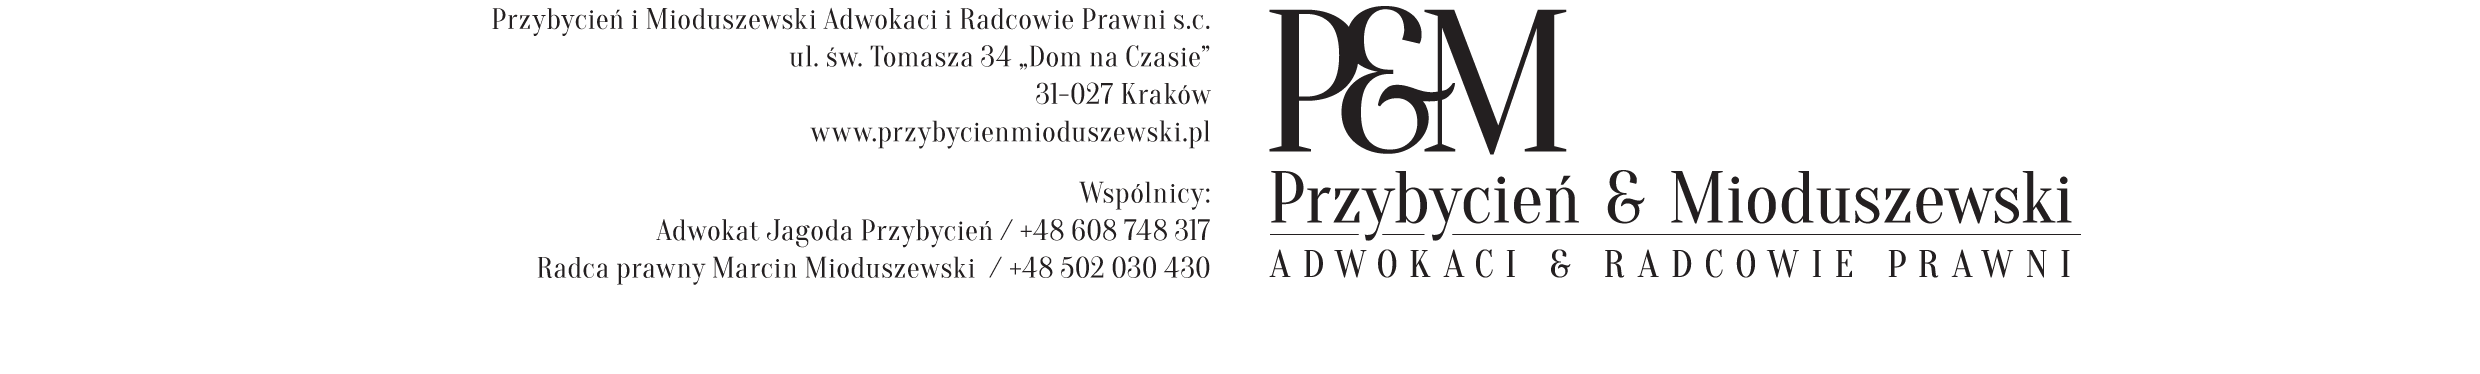 Przybycień i Mioduszewski Adwokaci i Radcowie Prawni s.c.
ul. św. Tomasza 34 „Dom na Czasie”
31-027 Kraków
www.przybycienmioduszewski.pl
Wspólnicy:
Adwokat Jagoda Przybycień / +48 608 748 317
Radca prawny Marcin Mioduszewski / +48 502 030 430
P&M
Przybycień & Mioduszewski
ADWOKACI & RADCOWIE PRAWNI